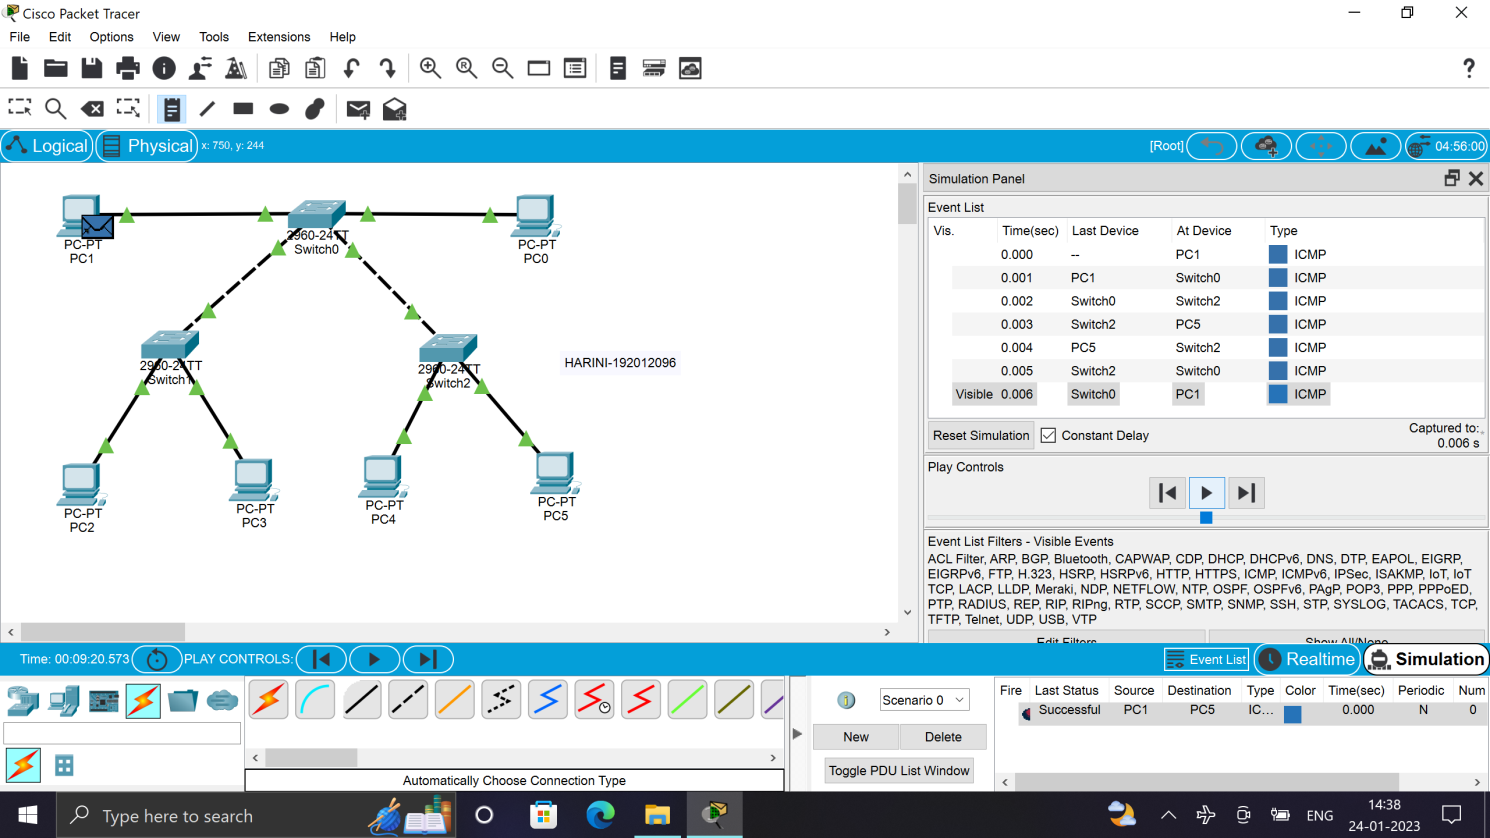 Cisco Packet Tracer
File Edit Options View Tools Extensions Help
Logical Physical x: 750, y: 244 [Root] 04:56:00
PC-PT
PC1
2960-24TT
Switch0
PC-PT
PC0
2960-24TT
Switch1
2960-24TT
Switch2
HARINI-192012096
PC-PT
PC2
PC-PT
PC3
PC-PT
PC4
PC-PT
PC5
Simulation Panel
Event List
Vis. Time(sec) Last Device At Device Type
0.000 -- PC1 ICMP
0.001 PC1 Switch0 ICMP
0.002 Switch0 Switch2 ICMP
0.003 Switch2 PC5 ICMP
0.004 PC5 Switch2 ICMP
0.005 Switch2 Switch0 ICMP
Visible 0.006 Switch0 PC1 ICMP
Reset Simulation Constant Delay Captured to:
0.006 s
Play Controls
Event List Filters - Visible Events
ACL Filter, ARP, BGP, Bluetooth, CAPWAP, CDP, DHCP, DHCPv6, DNS, DTP, EAPOL, EIGRP,
EIGRPv6, FTP, H.323, HSRP, HSRPv6, HTTP, HTTPS, ICMP, ICMPv6, IPSec, ISAKMP, IoT, IoT
TCP, LACP, LLDP, Meraki, NDP, NETFLOW, NTP, OSPF, OSPFv6, PAgP, POP3, PPP, PPPoED,
PTP, RADIUS, REP, RIP, RIPng, RTP, SCCP, SMTP, SNMP, SSH, STP, SYSLOG, TACACS, TCP,
TFTP, Telnet, UDP, USB, VTP
Edit Filters Show All/None
Time: 00:09:20.573 PLAY CONTROLS: Event List Realtime Simulation
Automatically Choose Connection Type
Scenario 0
New Delete
Toggle PDU List Window
Fire Last Status Source Destination Type Color Time(sec) Periodic Num
Successful PC1 PC5 IC... 0.000 N 0
Type here to search
ENG
14:38
24-01-2023